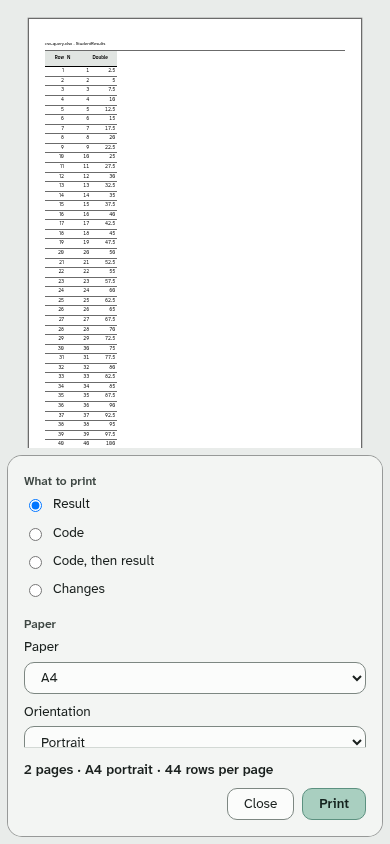 StudentResults
Row N Double
1 1 2.5
2 2 5
3 3 7.5
4 4 10
5 5 12.5
6 6 15
7 7 17.5
8 8 20
9 9 22.5
10 10 25
11 11 27.5
12 12 30
13 13 32.5
14 14 35
15 15 37.5
16 16 40
17 17 42.5
18 18 45
19 19 47.5
20 20 50
21 21 52.5
22 22 55
23 23 57.5
24 24 60
25 25 62.5
26 26 65
27 27 67.5
28 28 70
29 29 72.5
30 30 75
31 31 77.5
32 32 80
33 33 82.5
34 34 85
35 35 87.5
36 36 90
37 37 92.5
38 38 95
39 39 97.5
40 40 100
What to print
Result
Code
Code, then result
Changes
Paper
Paper
A4
Orientation
Portrait
2 pages · A4 portrait · 44 rows per page
Close
Print